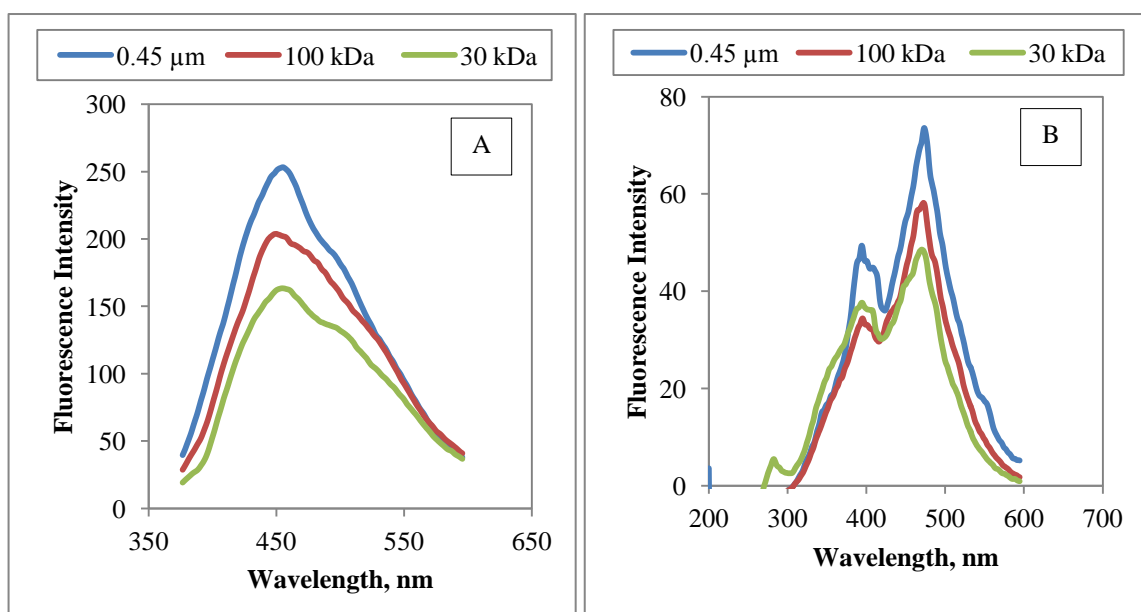 0.45 µm 100 kDa 30 kDa
A
Fluorescence Intensity
300
250
200
150
100
50
0
350 450 550 650
Wavelength, nm
0.45 µm 100 kDa 30 kDa
B
Fluorescence Intensity
80
60
40
20
0
200 300 400 500 600 700
Wavelength, nm